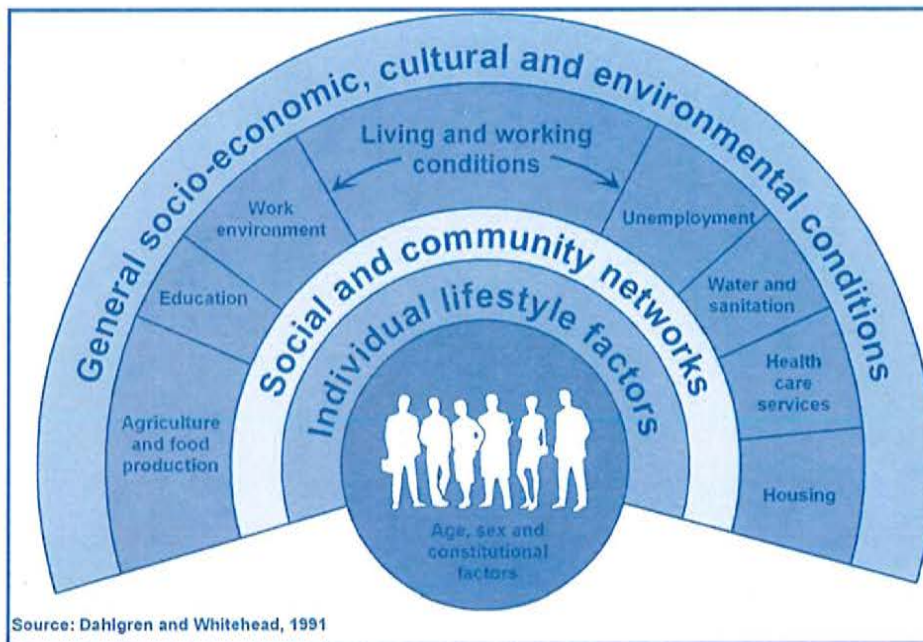 General socio-economic, cultural and environmental conditions
Living and working
conditions
Work
environment
Unemployment
Education
Water and
sanitation
Social and community networks
Individual lifestyle factors
Agriculture
and food
production
Health
care
services
Housing
Age, sex and
constitutional
factors
Source: Dahlgren and Whitehead, 1991